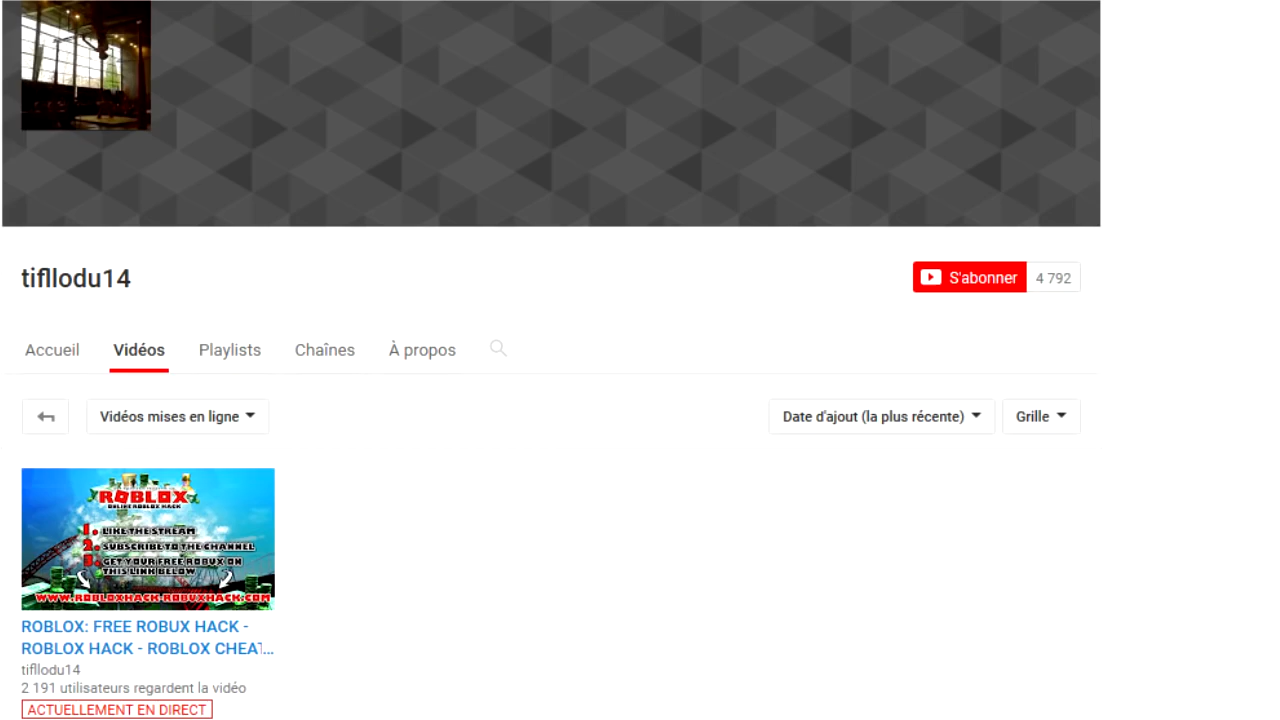 tifllodu14
S'abonner 4 792
Accueil Vidéos Playlists Chaînes À propos
Vidéos mises en ligne Date d'ajout (la plus récente) Grille
ROBLOX
ONLINE ROBLOX HACK
1. LIKE THE STREAM
2. SUBSCRIBE TO THE CHANNEL
3. GET YOUR FREE ROBUX ON
THIS LINK BELOW
WWW.ROBLOXHACK-ROBUXHACK.COM
ROBLOX: FREE ROBUX HACK -
ROBLOX HACK - ROBLOX CHEAT...
tifllodu14
2 191 utilisateurs regardent la vidéo
ACTUELLEMENT EN DIRECT